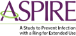 ASPIRE
A Study to Prevent Infection
with a Ring for Extended Use